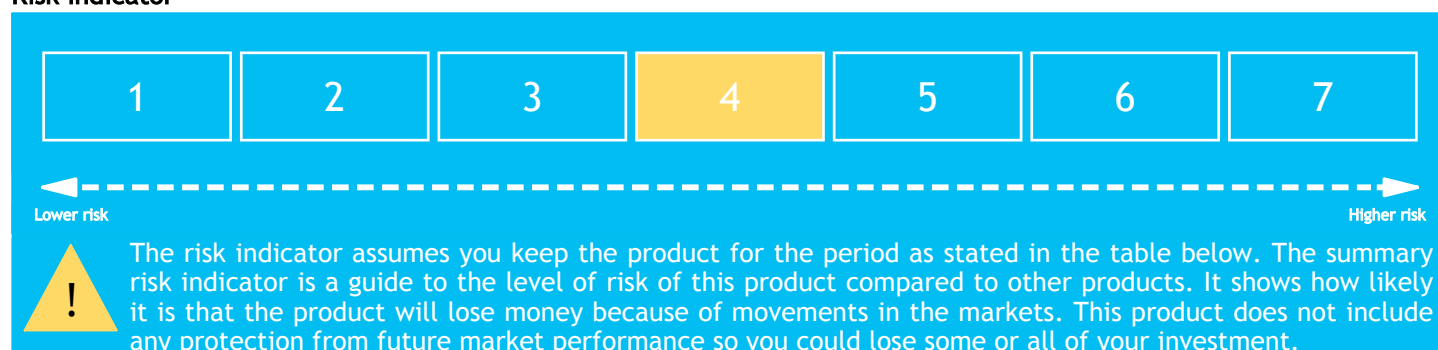 Risk indicator
1 2 3 4 5 6 7
Lower risk Higher risk
The risk indicator assumes you keep the product for the period as stated in the table below. The summary
! risk indicator is a guide to the level of risk of this product compared to other products. It shows how likely
it is that the product will lose money because of movements in the markets. This product does not include
any protection from future market performance so you could lose some or all of your investment.